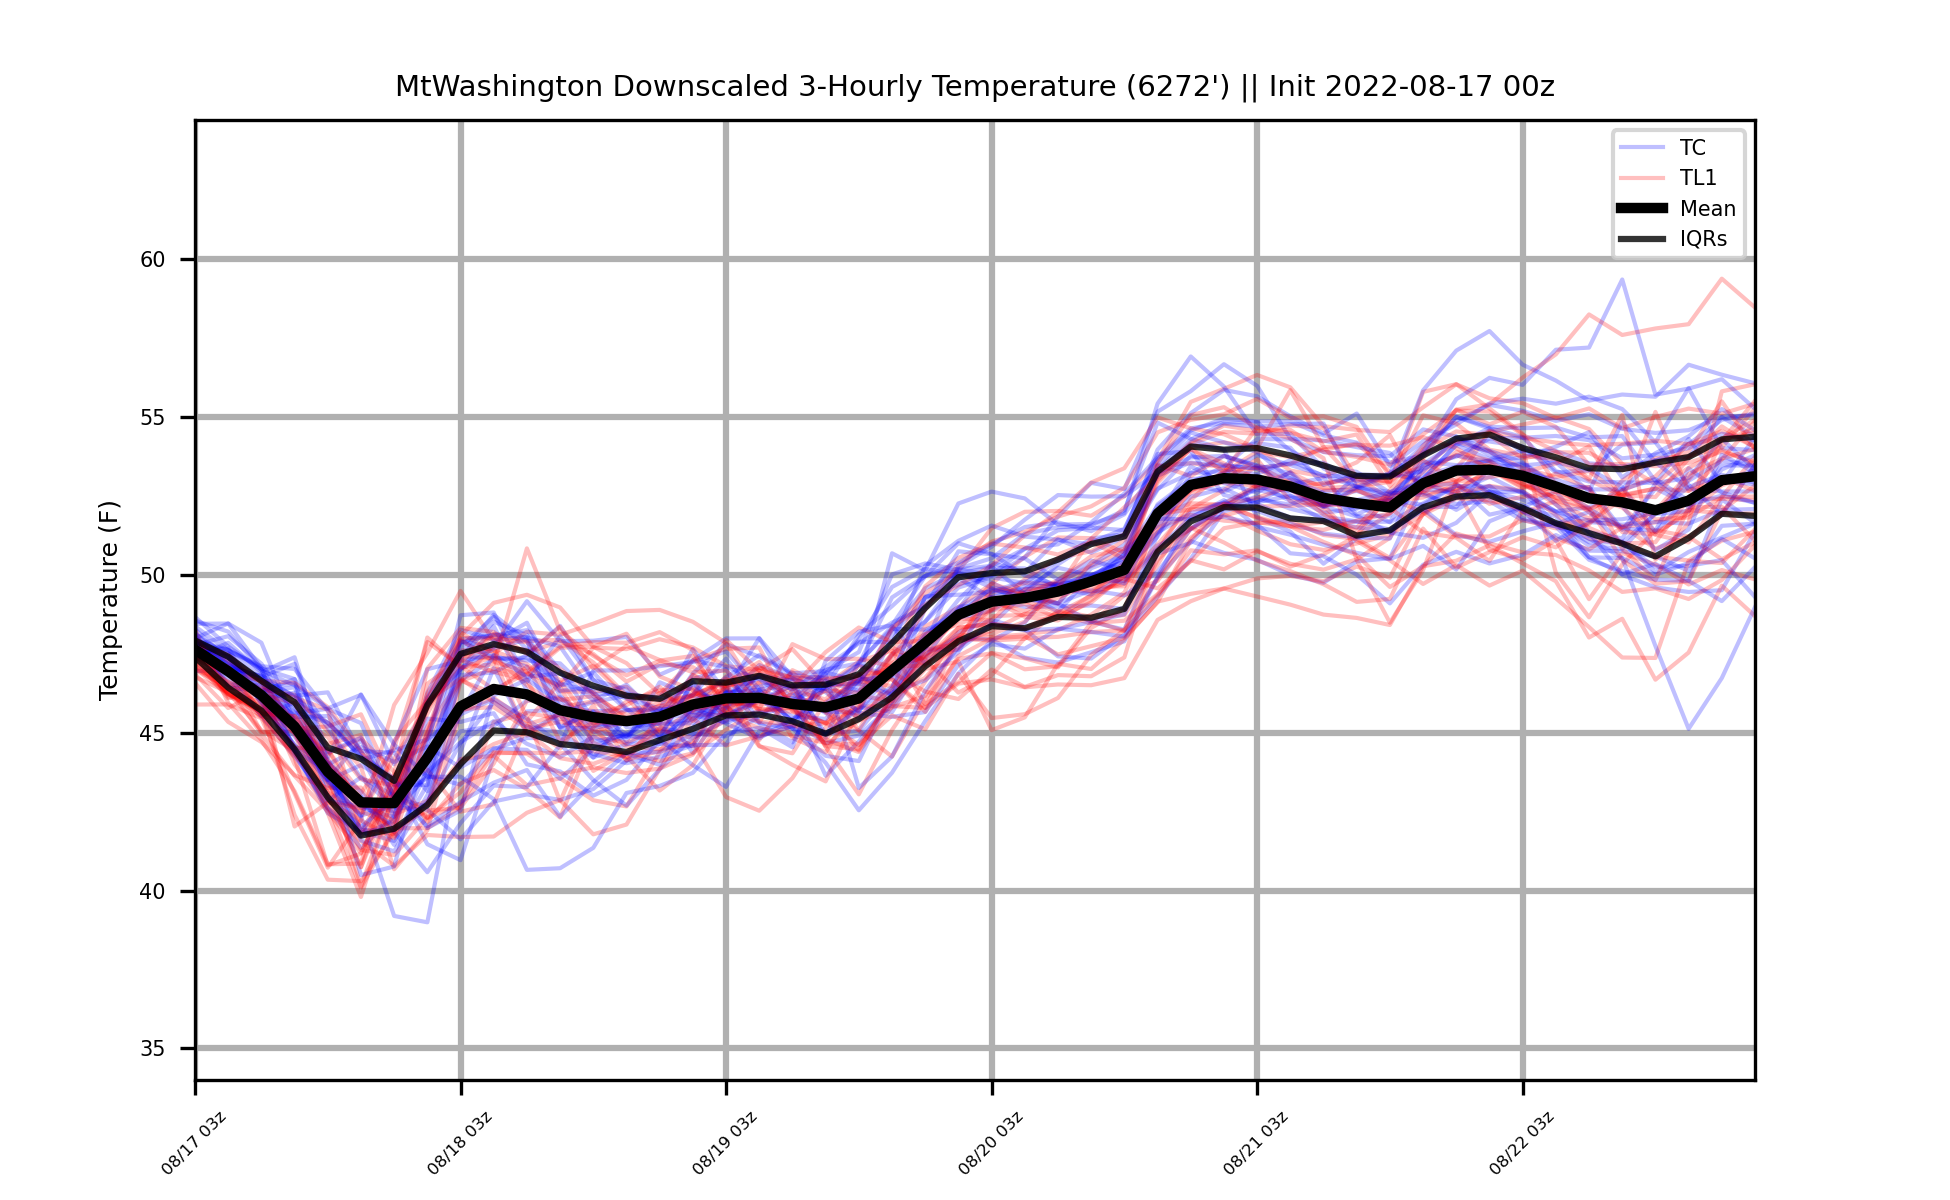 MtWashington Downscaled 3-Hourly Temperature (6272') || Init 2022-08-17 00z
TC
TL1
Mean
IQRs
Temperature (F)
60
55
50
45
40
35
08/17 03z
08/18 03z
08/19 03z
08/20 03z
08/21 03z
08/22 03z